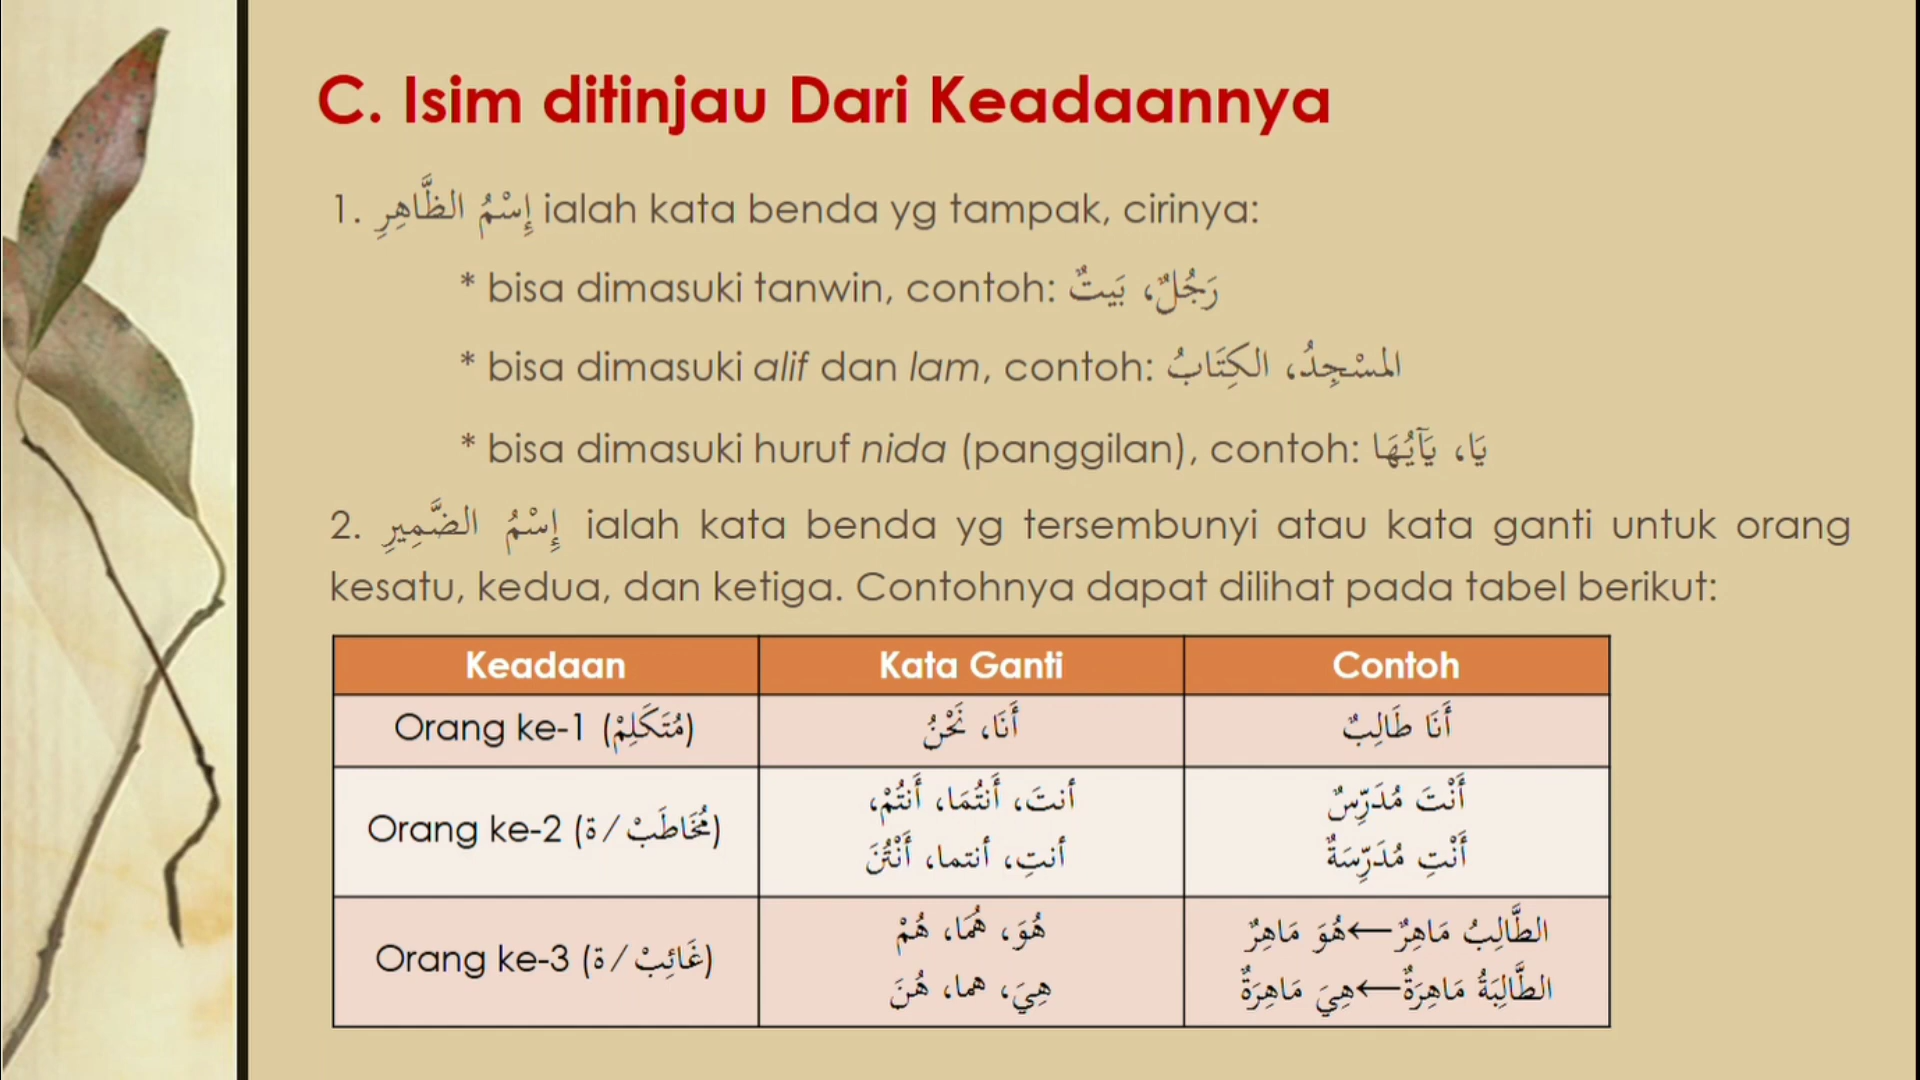 C. Isim ditinjau Dari Keadaannya
1. إِسْمُ الظَّاهِرِ ialah kata benda yg tampak, cirinya:
* bisa dimasuki tanwin, contoh: رَجُلٌ، بَيتٌ
* bisa dimasuki alif dan lam, contoh: المسْجِدُ، الكِتَابُ
* bisa dimasuki huruf nida (panggilan), contoh: يَا، يَآيُهَا
2. إِسْمُ الضَّمِيرِ ialah kata benda yg tersembunyi atau kata ganti untuk orang
kesatu, kedua, dan ketiga. Contohnya dapat dilihat pada tabel berikut:
Keadaan Kata Ganti Contoh
Orang ke-1 (مُتَكَلِمْ) أَنَا، نَحْنُ أَنَا طَالِبٌ
Orang ke-2 (مُخَاطَبْ / ة)
أنتَ، أَنتُمَا، أَنتُمْ،
أنتِ، أنتما، أَنْتُنَ
أَنْتَ مُدَرِّسٌ
أَنْتِ مُدَرِّسَةٌ
Orang ke-3 (غَائِبْ / ة)
هُوَ، هُمَا، هُمْ
هِيَ، هما، هُنَ
الطَّالِبُ مَاهِرٌ ← هُوَ مَاهِرٌ
الطَّالِبَةُ مَاهِرَةٌ ← هِيَ مَاهِرَةٌ